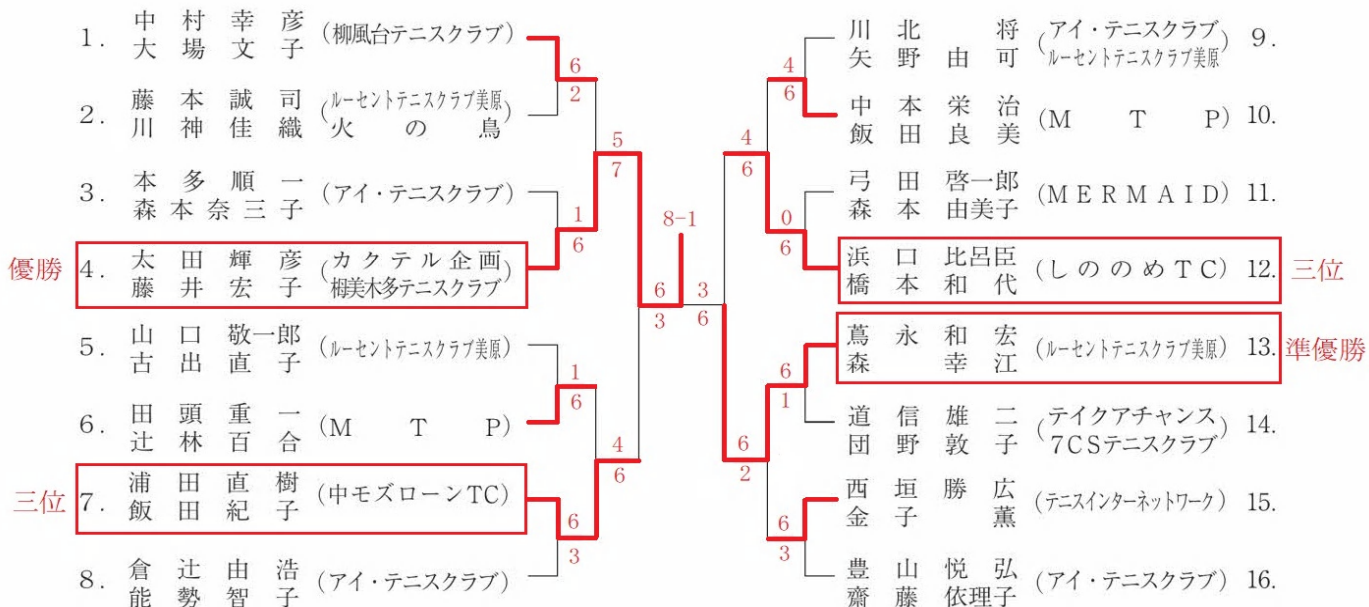 1. 中村幸彦 (柳風台テニスクラブ)
大場文子
2. 藤本誠司 (ルーセントテニスクラブ美原
川神佳織 火の鳥)
3. 本多順一 (アイ・テニスクラブ)
森本奈三子
優勝 4. 太田輝彦 (カクテル企画
藤井宏子 栂美木多テニスクラブ)
5. 山口敬一郎 (ルーセントテニスクラブ美原)
古出直子
6. 田頭重一 (MTP)
辻林百合
三位 7. 浦田直樹 (中モズローンTC)
飯田紀子
8. 倉辻由浩 (アイ・テニスクラブ)
能勢智子
6
2
5
7
1
6
1
6
4
6
6
3
6
3
8-1
3
6
4
6
4
6
0
6
6
1
6
2
6
3
川北将 (アイ・テニスクラブ 9.
矢野由可 ルーセントテニスクラブ美原)
中本栄治 (MTP) 10.
飯田良美
弓田啓一郎 (MERMAID) 11.
森本由美子
浜口比呂臣 (しののめTC) 12. 三位
橋本和代
蔦永和宏 (ルーセントテニスクラブ美原) 13. 準優勝
森幸江
道信雄二 (テイクアチャンス 14.
団野敦子 7CSテニスクラブ)
西垣勝広 (テニスインターネットワーク) 15.
金子薫
豊山悦弘 (アイ・テニスクラブ) 16.
齋藤依理子